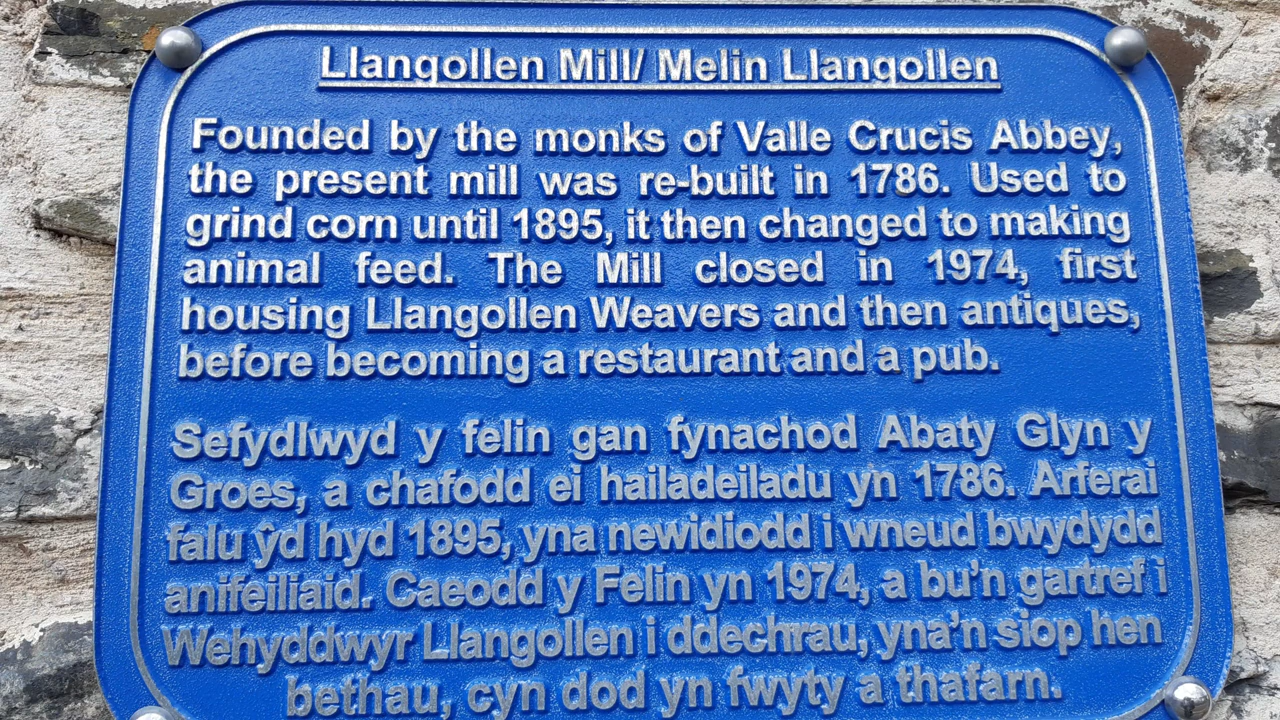 Llangollen Mill/ Melin Llangollen
Founded by the monks of Valle Crucis Abbey,
the present mill was re-built in 1786. Used to
grind corn until 1895, it then changed to making
animal feed. The Mill closed in 1974, first
housing Llangollen Weavers and then antiques,
before becoming a restaurant and a pub.
Sefydlwyd y felin gan fynachod Abaty Glyn y
Groes, a chafodd ei hailadeiladu yn 1786. Arferai
falu ŷd hyd 1895, yna newidiodd i wneud bwydydd
anifeiliaid. Caeodd y Felin yn 1974, a bu'n gartref i
Wehyddwyr Llangollen i ddechrau, yna'n siop hen
bethau, cyn dod yn fwyty a thafarn.